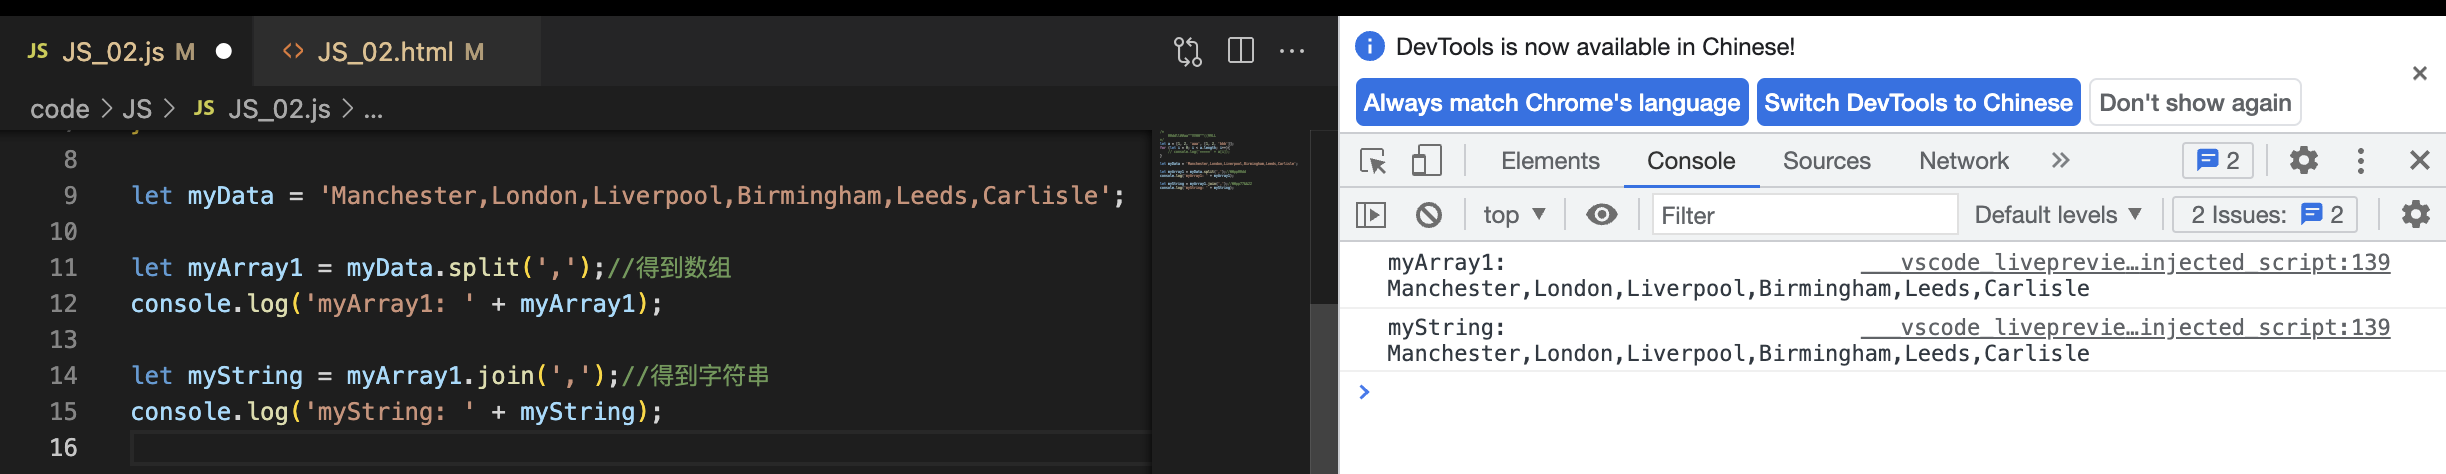 JS JS_02.js M
<> JS_02.html M
code > JS > JS JS_02.js > ...
8
9 let myData = 'Manchester,London,Liverpool,Birmingham,Leeds,Carlisle';
10
11 let myArray1 = myData.split(',');//得到数组
12 console.log('myArray1: ' + myArray1);
13
14 let myString = myArray1.join(',');//得到字符串
15 console.log('myString: ' + myString);
16
DevTools is now available in Chinese!
Always match Chrome's language Switch DevTools to Chinese Don't show again
Elements Console Sources Network 2
top Filter Default levels 2 Issues: 2
myArray1: ___vscode_liveprevie…injected_script:139
Manchester,London,Liverpool,Birmingham,Leeds,Carlisle
myString: ___vscode_liveprevie…injected_script:139
Manchester,London,Liverpool,Birmingham,Leeds,Carlisle